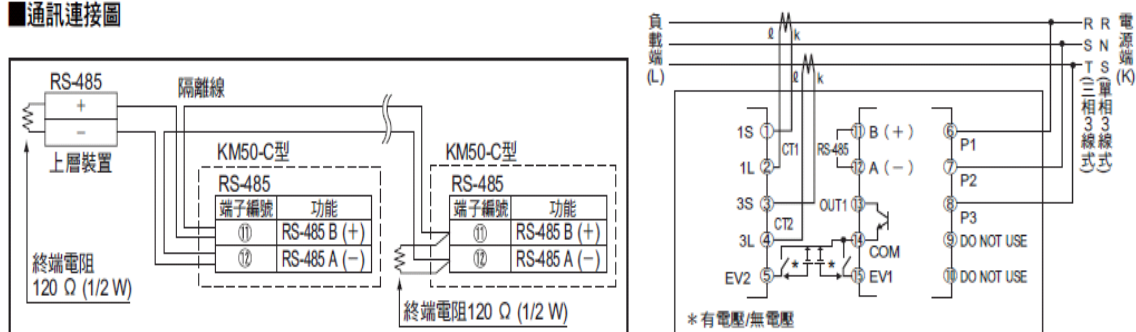 ■通訊連接圖
RS-485
+
−
上層裝置
隔離線
終端電阻
120 Ω (1/2 W)
KM50-C型
RS-485
端子編號 功能
⑪ RS-485 B (+)
⑫ RS-485 A (−)
KM50-C型
RS-485
端子編號 功能
⑪ RS-485 B (+)
⑫ RS-485 A (−)
終端電阻120 Ω (1/2 W)
負載端
(L)
ℓ k
ℓ k
R R
S N
T S
(三相3線式)
(單相3線式)
電源端
(K)
1S ①
1L ②
CT1
3S ③
3L ④
CT2
EV2 ⑤
RS-485
⑪ B (+)
⑫ A (−)
OUT1 ⑬
⑭ COM
⑮ EV1
* *
⑥ P1
⑦ P2
⑧ P3
⑨ DO NOT USE
⑩ DO NOT USE
*有電壓/無電壓